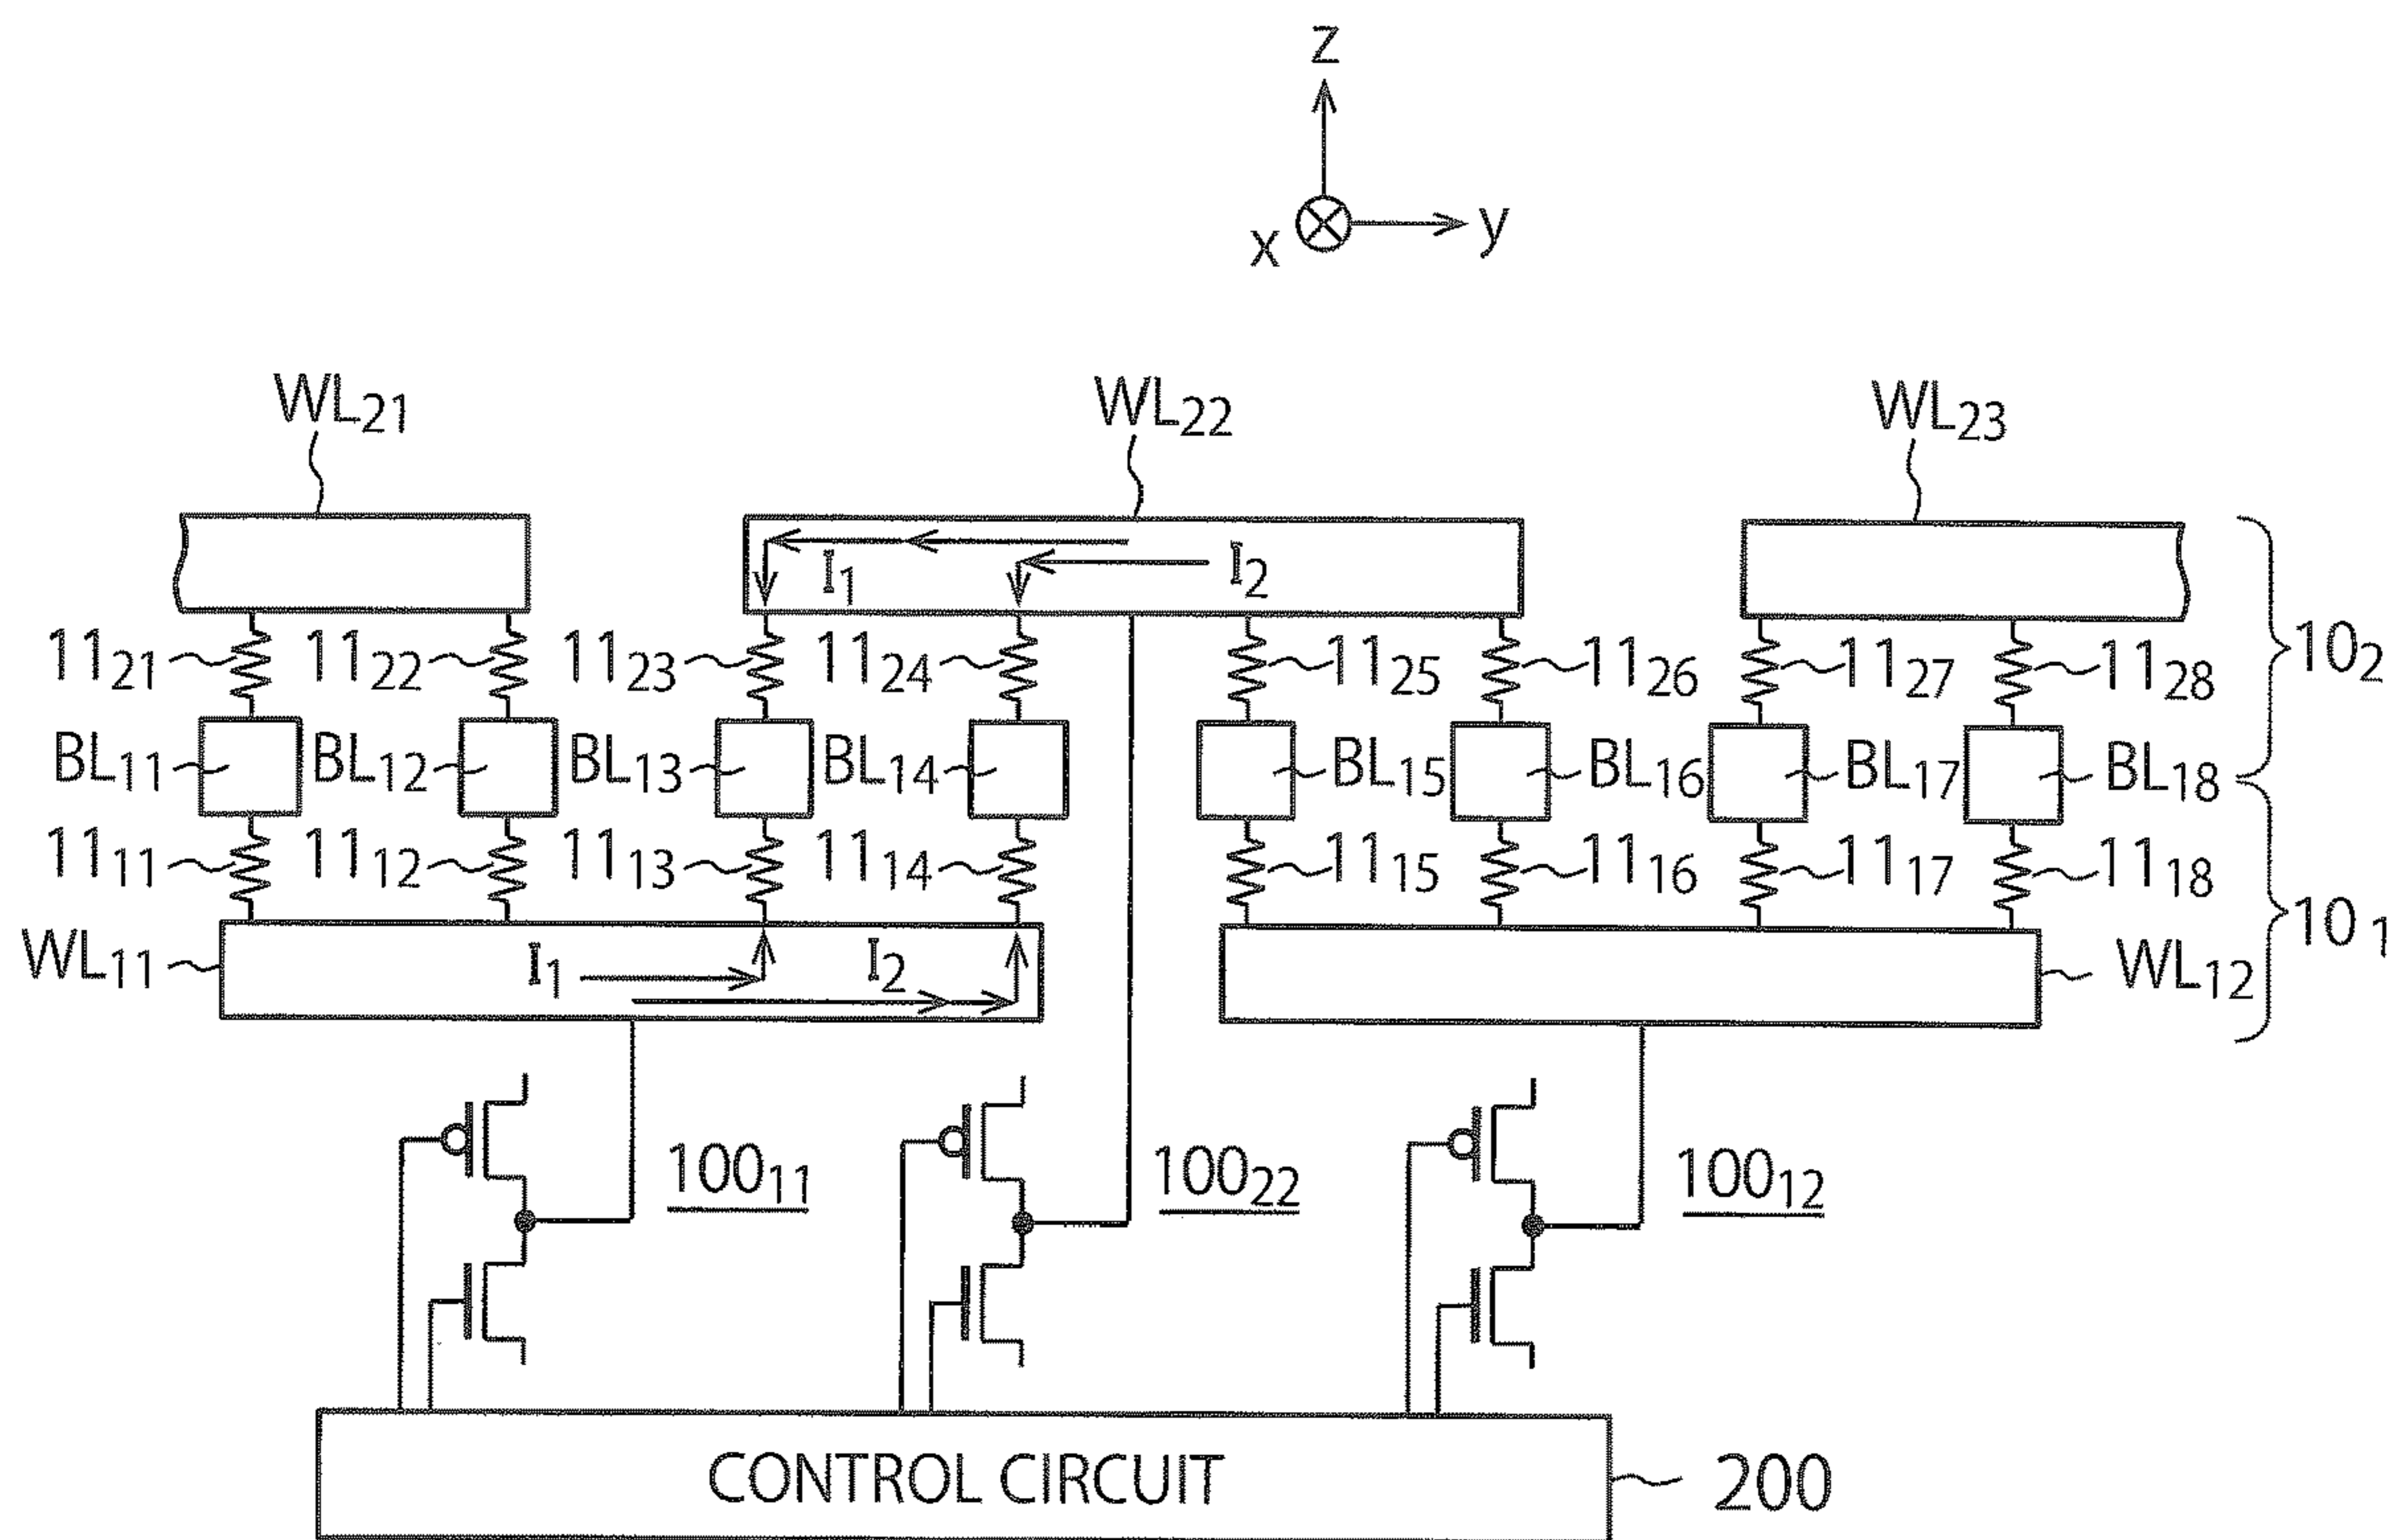 z
x y
WL21 WL22 WL23
I1 I2
1121 1122 1123 1124 1125 1126 1127 1128 102
BL11 BL12 BL13 BL14 BL15 BL16 BL17 BL18
1111 1112 1113 1114 1115 1116 1117 1118 101
WL11 I1 I2 WL12
10011 10022 10012
CONTROL CIRCUIT 200